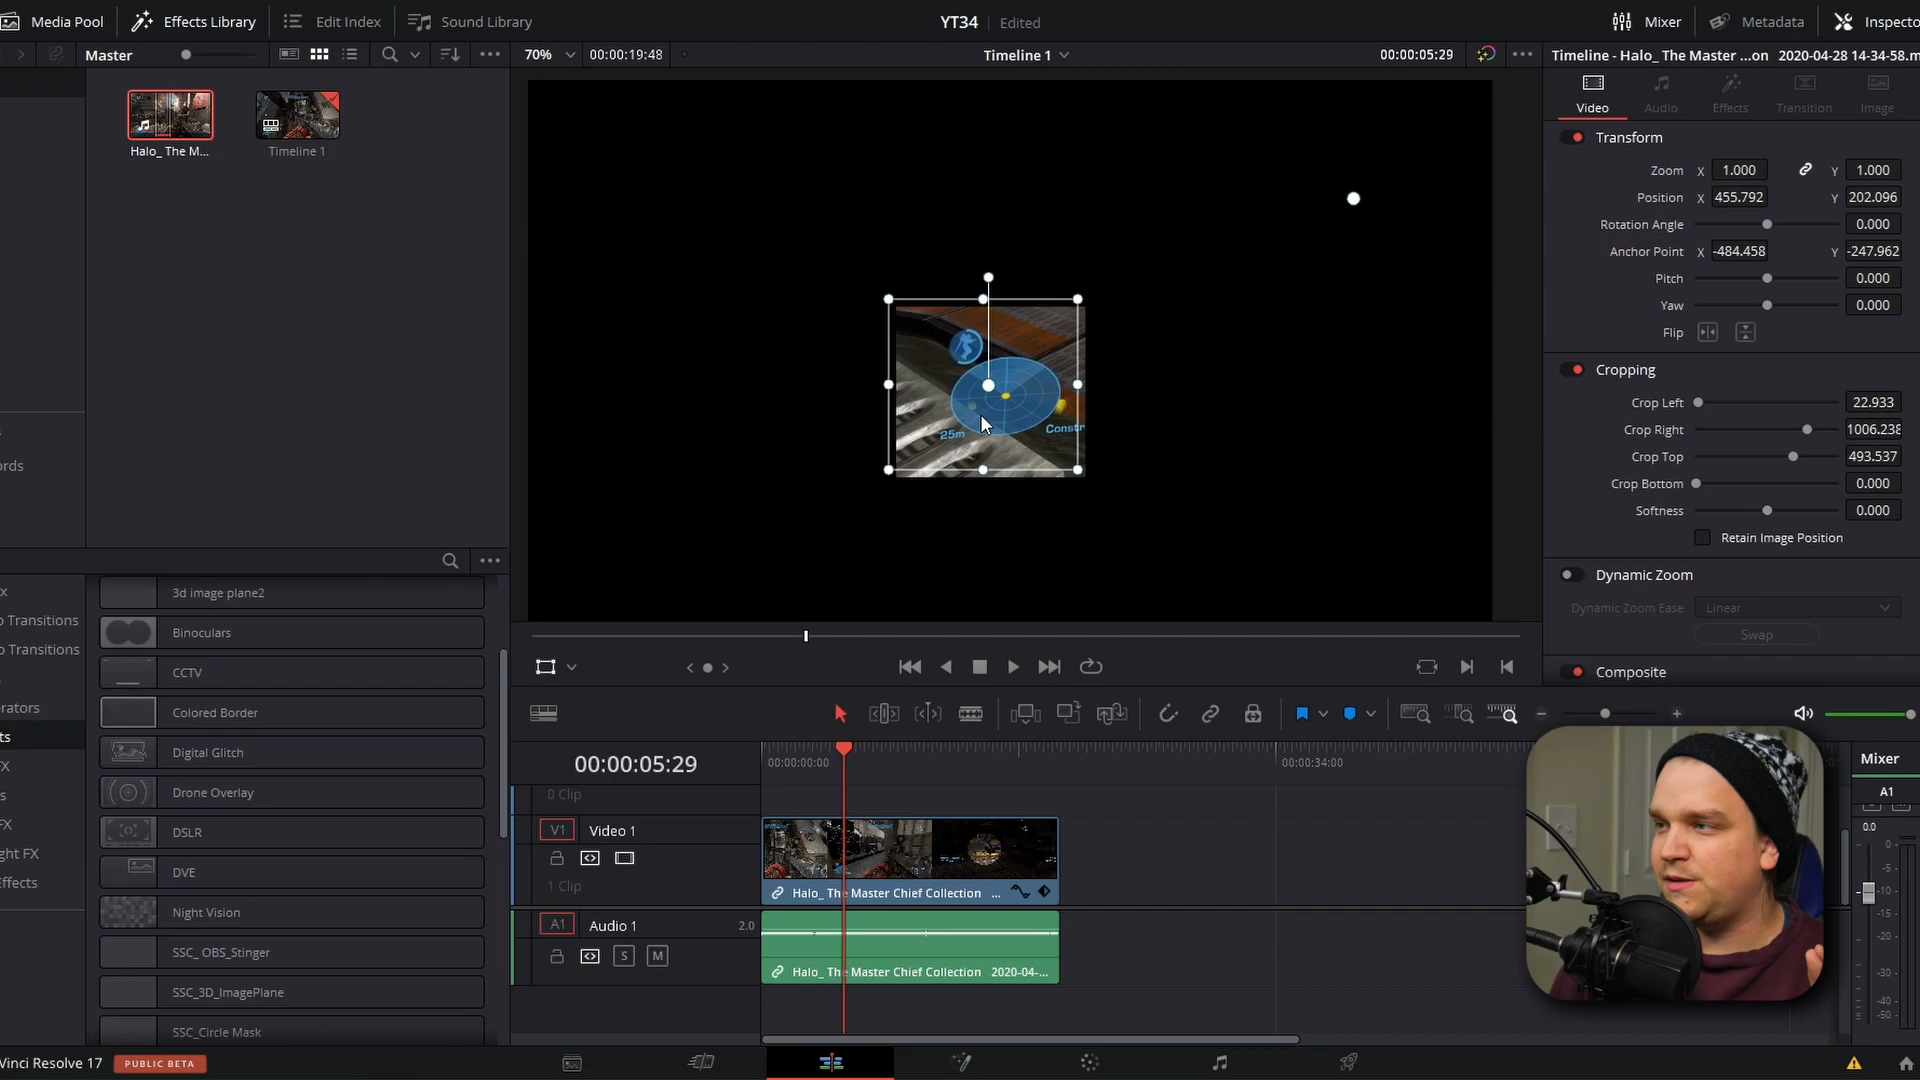 Media Pool
Effects Library
Edit Index
Sound Library
YT34
Edited
Mixer
Metadata
Master
70%
00:00:19:48
Timeline 1
00:00:05:29
Timeline - Halo_ The Master ...on 2020-04-28 14-34-58.m
Halo_ The M...
Timeline 1
25m
Constr
Video
Audio
Effects
Transition
Image
Transform
Zoom X 1.000 Y 1.000
Position X 455.792 Y 202.096
Rotation Angle 0.000
Anchor Point X -484.458 Y -247.962
Pitch 0.000
Yaw 0.000
Flip
Cropping
Crop Left 22.933
Crop Right 1006.238
Crop Top 493.537
Crop Bottom 0.000
Softness 0.000
Retain Image Position
Dynamic Zoom
Dynamic Zoom Ease Linear
Swap
Composite
ords
x
o Transitions
o Transitions
erators
ts
X
s
FX
ght FX
Effects
3d image plane2
Binoculars
CCTV
Colored Border
Digital Glitch
Drone Overlay
DSLR
DVE
Night Vision
SSC_ OBS_Stinger
SSC_3D_ImagePlane
SSC_Circle Mask
00:00:05:29
00:00:00:00
00:00:34:00
0 Clip
V1 Video 1
1 Clip
Halo_ The Master Chief Collection ...
A1 Audio 1 2.0
S M
Halo_ The Master Chief Collection 2020-04-...
Mixer
A1
0.0
0
-5
-10
-15
-20
-30
-40
-50
Vinci Resolve 17
PUBLIC BETA